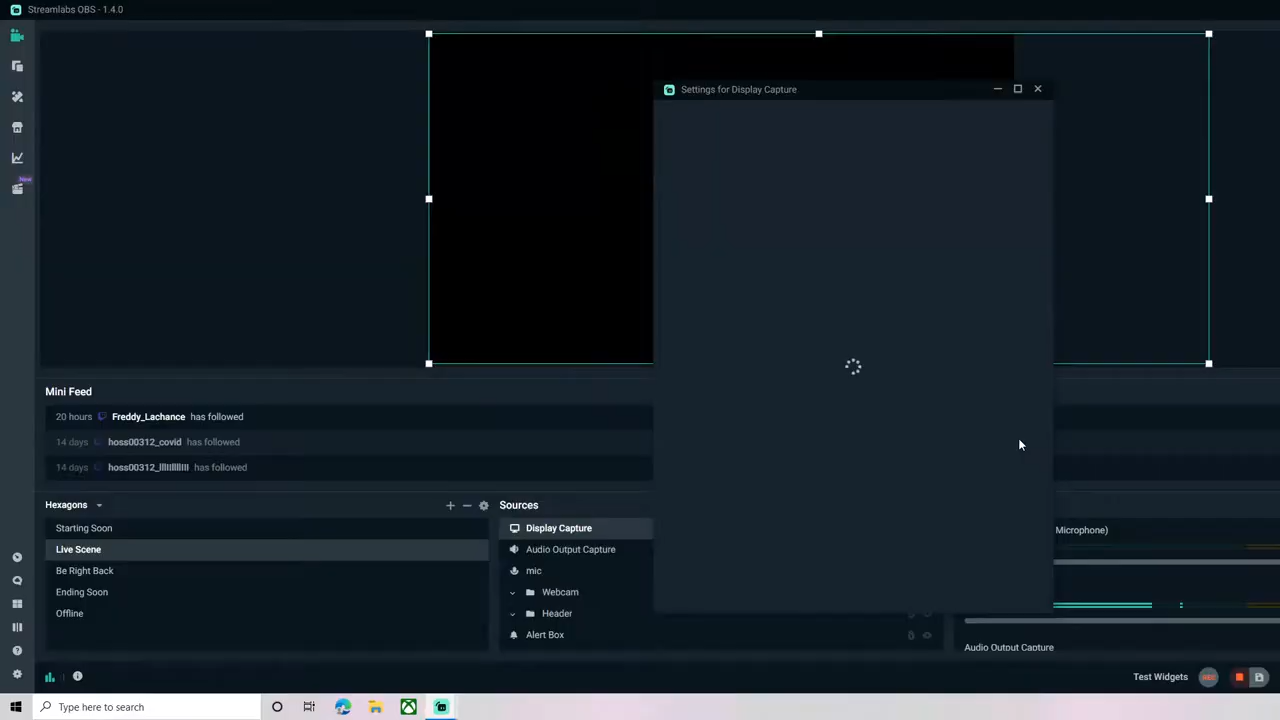 Streamlabs OBS - 1.4.0
Settings for Display Capture
New
Mini Feed
20 hours Freddy_Lachance has followed
14 days hoss00312_covid has followed
14 days has followed
Hexagons
Starting Soon
Live Scene
Be Right Back
Ending Soon
Offline
Sources
Display Capture
Audio Output Capture
mic
Webcam
Header
Alert Box
Microphone)
Audio Output Capture
Test Widgets
REC
Type here to search